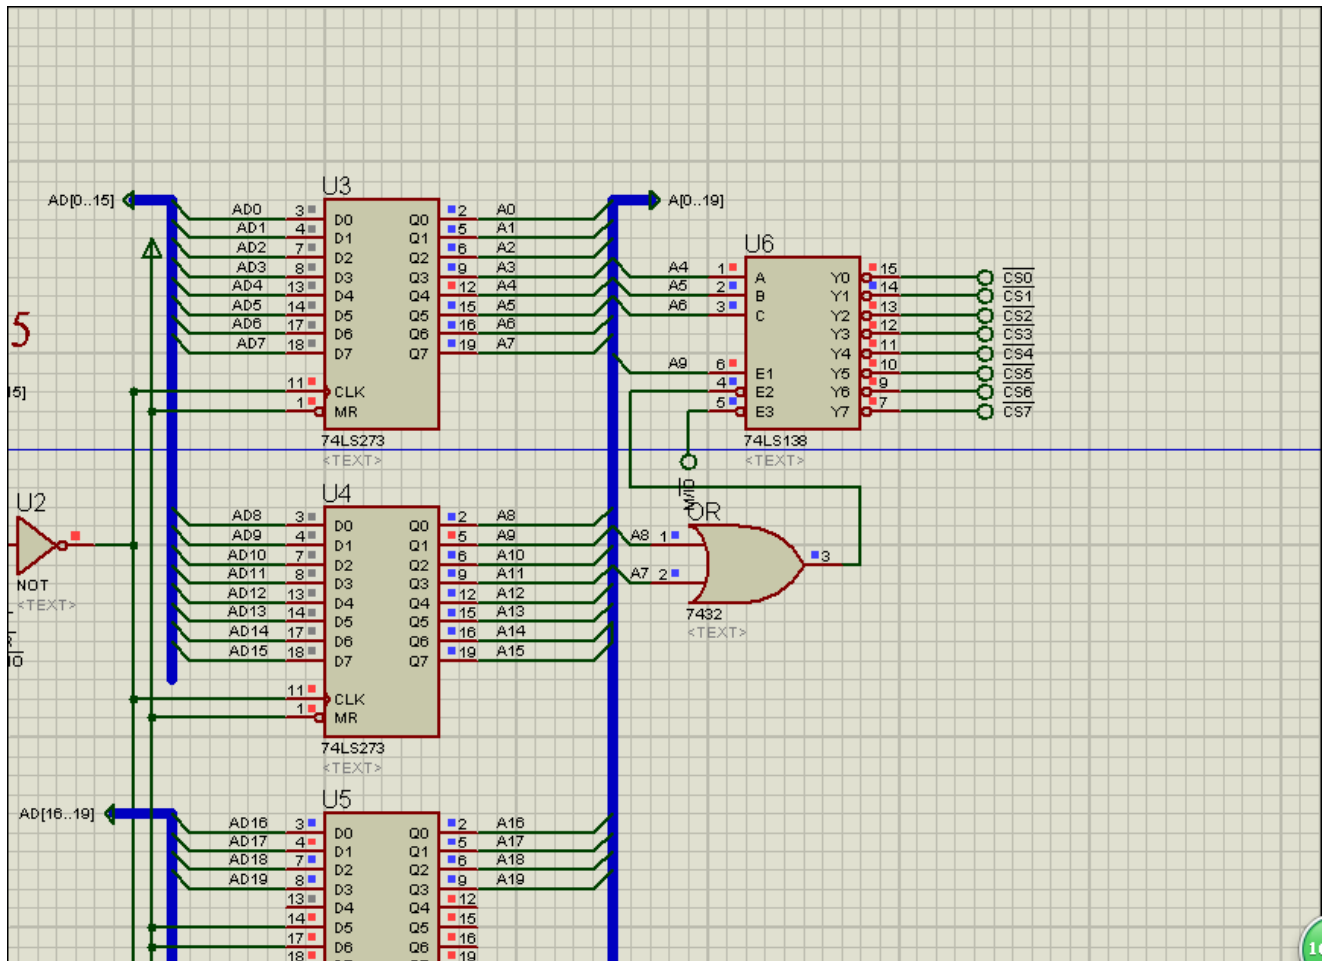 U3
AD[0..15]
A[0..19]
AD0 3 D0 Q0 2 A0
AD1 4 D1 Q1 5 A1
AD2 7 D2 Q2 6 A2
AD3 8 D3 Q3 9 A3
AD4 13 D4 Q4 12 A4
AD5 14 D5 Q5 15 A5
AD6 17 D6 Q6 16 A6
AD7 18 D7 Q7 19 A7
11 CLK
1 MR
74LS273
<TEXT>
U6
A4 1 A Y0 15 CS0
A5 2 B Y1 14 CS1
A6 3 C Y2 13 CS2
Y3 12 CS3
Y4 11 CS4
A9 6 E1 Y5 10 CS5
4 E2 Y6 9 CS6
5 E3 Y7 7 CS7
74LS138
<TEXT>
M/IO
5
15]
U2
NOT
<TEXT>
U4
AD8 3 D0 Q0 2 A8
AD9 4 D1 Q1 5 A9
AD10 7 D2 Q2 6 A10
AD11 8 D3 Q3 9 A11
AD12 13 D4 Q4 12 A12
AD13 14 D5 Q5 15 A13
AD14 17 D6 Q6 16 A14
AD15 18 D7 Q7 19 A15
11 CLK
1 MR
74LS273
<TEXT>
OR
A8 1
A7 2
3
7432
<TEXT>
U5
AD[16..19]
AD16 3 D0 Q0 2 A16
AD17 4 D1 Q1 5 A17
AD18 7 D2 Q2 6 A18
AD19 8 D3 Q3 9 A19
13 D4 Q4 12
14 D5 Q5 15
17 D6 Q6 16
18 19